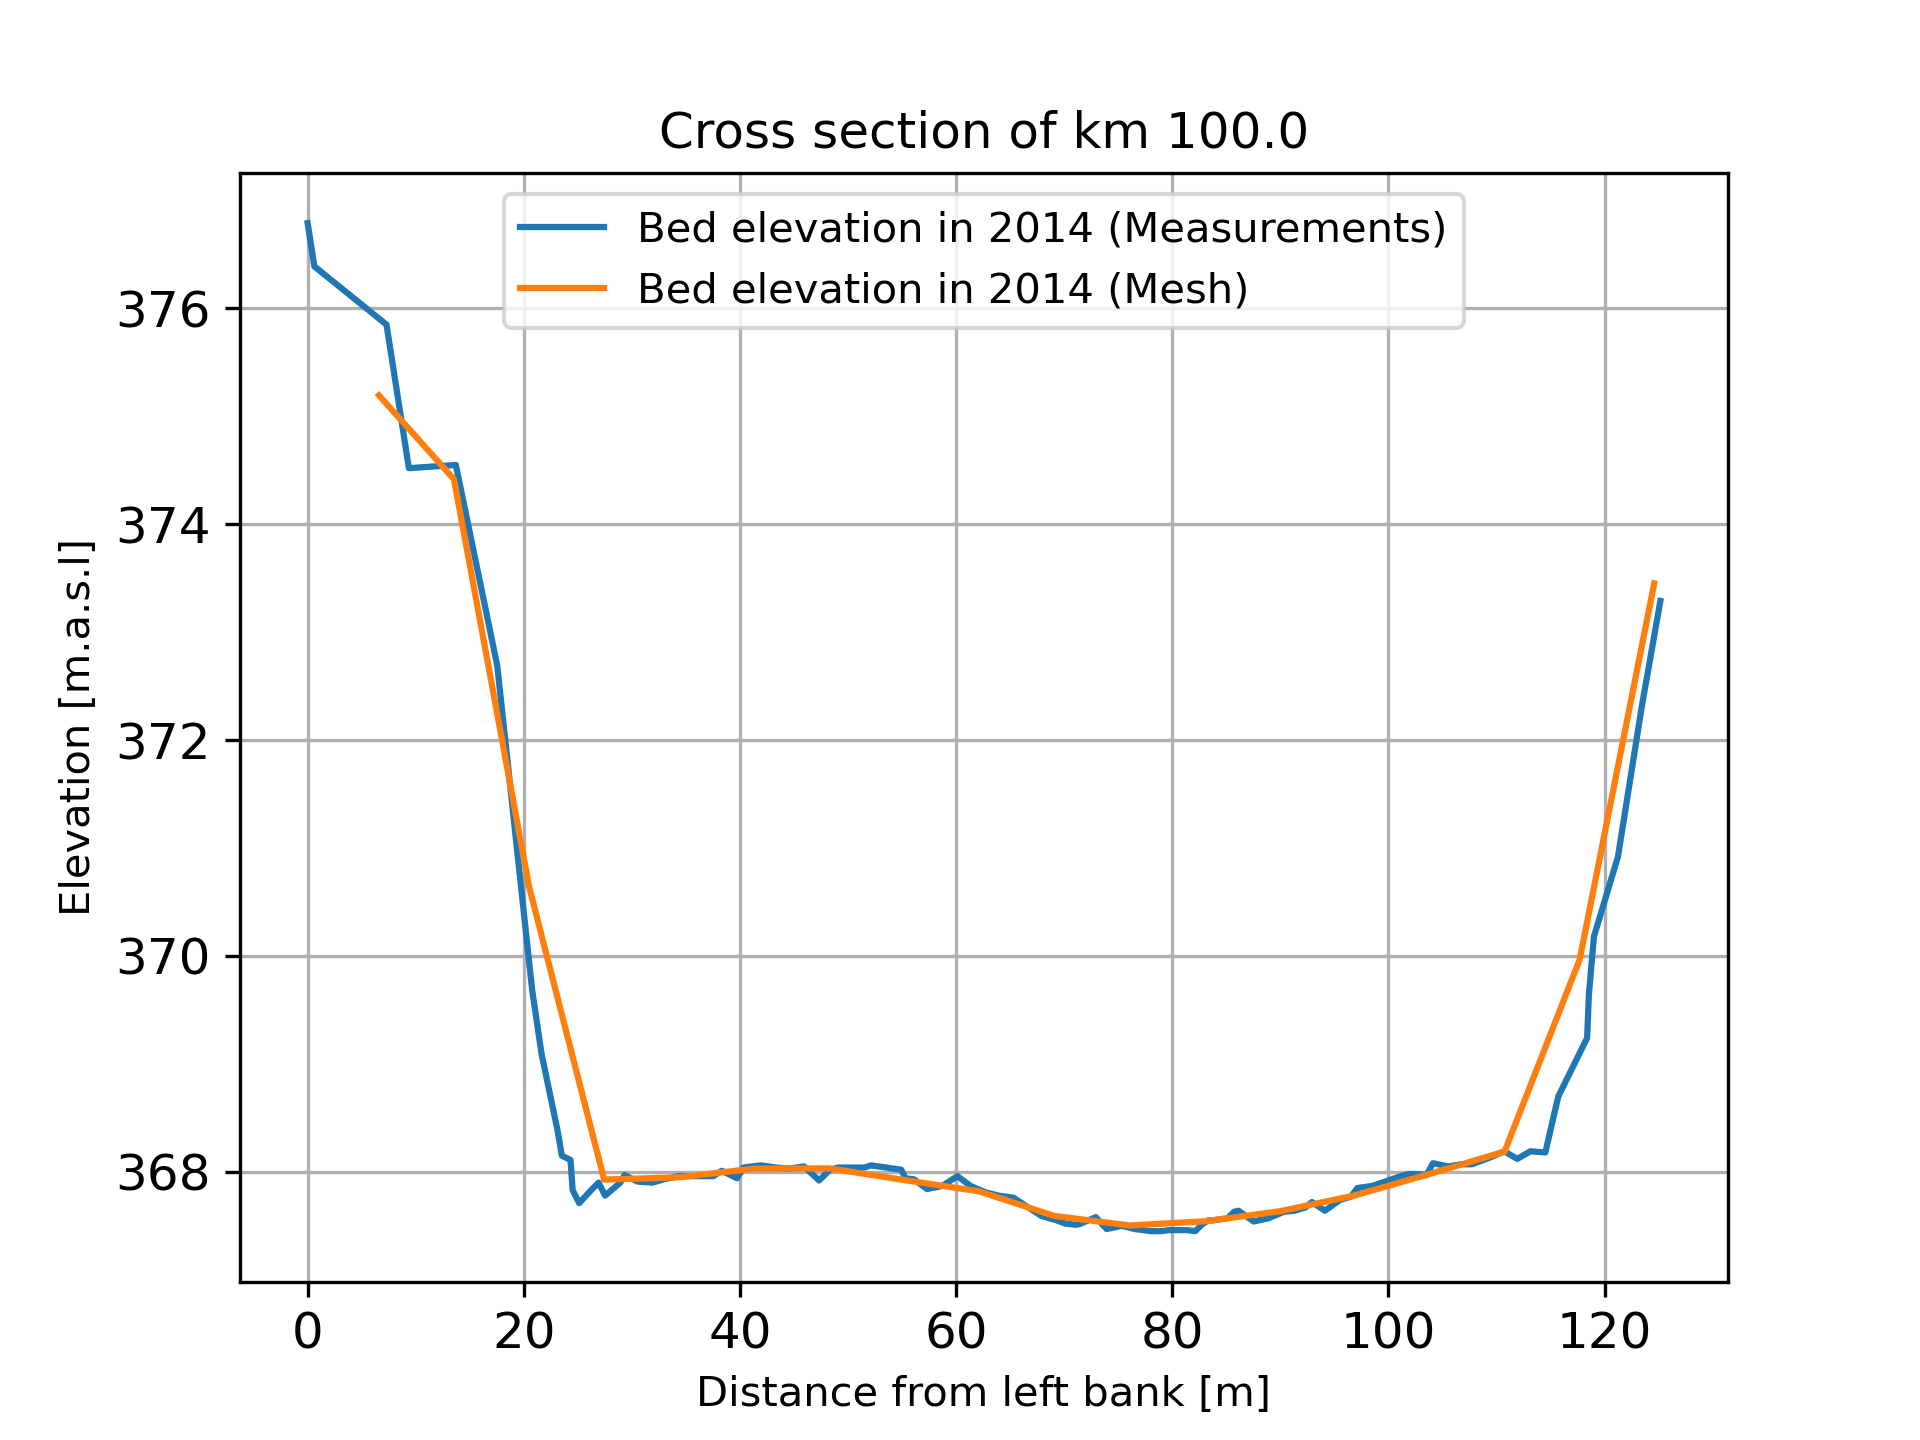 Cross section of km 100.0
Bed elevation in 2014 (Measurements)
Bed elevation in 2014 (Mesh)
Elevation [m.a.s.l]
376
374
372
370
368
0 20 40 60 80 100 120
Distance from left bank [m]